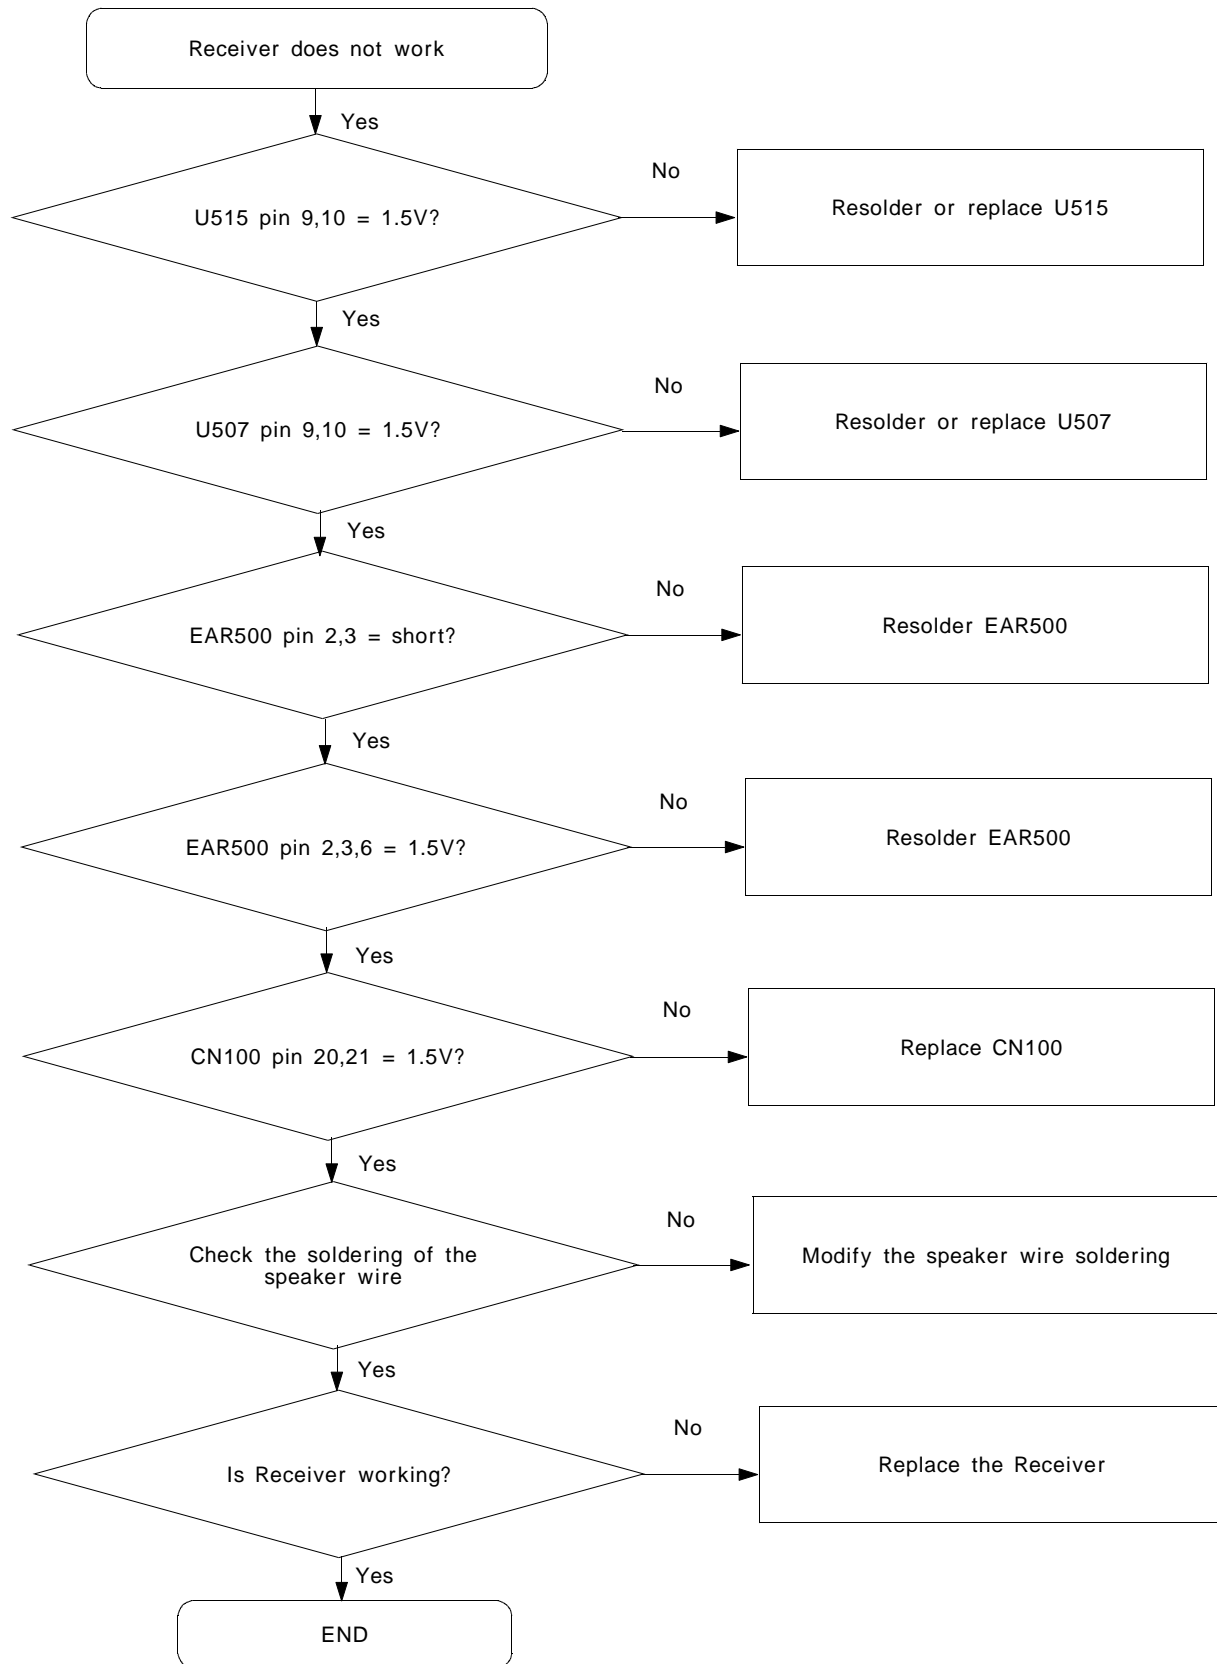 Receiver does not work
Yes
U515 pin 9,10 = 1.5V?
No
Resolder or replace U515
Yes
U507 pin 9,10 = 1.5V?
No
Resolder or replace U507
Yes
EAR500 pin 2,3 = short?
No
Resolder EAR500
Yes
EAR500 pin 2,3,6 = 1.5V?
No
Resolder EAR500
Yes
CN100 pin 20,21 = 1.5V?
No
Replace CN100
Yes
Check the soldering of the
speaker wire
No
Modify the speaker wire soldering
Yes
Is Receiver working?
No
Replace the Receiver
Yes
END